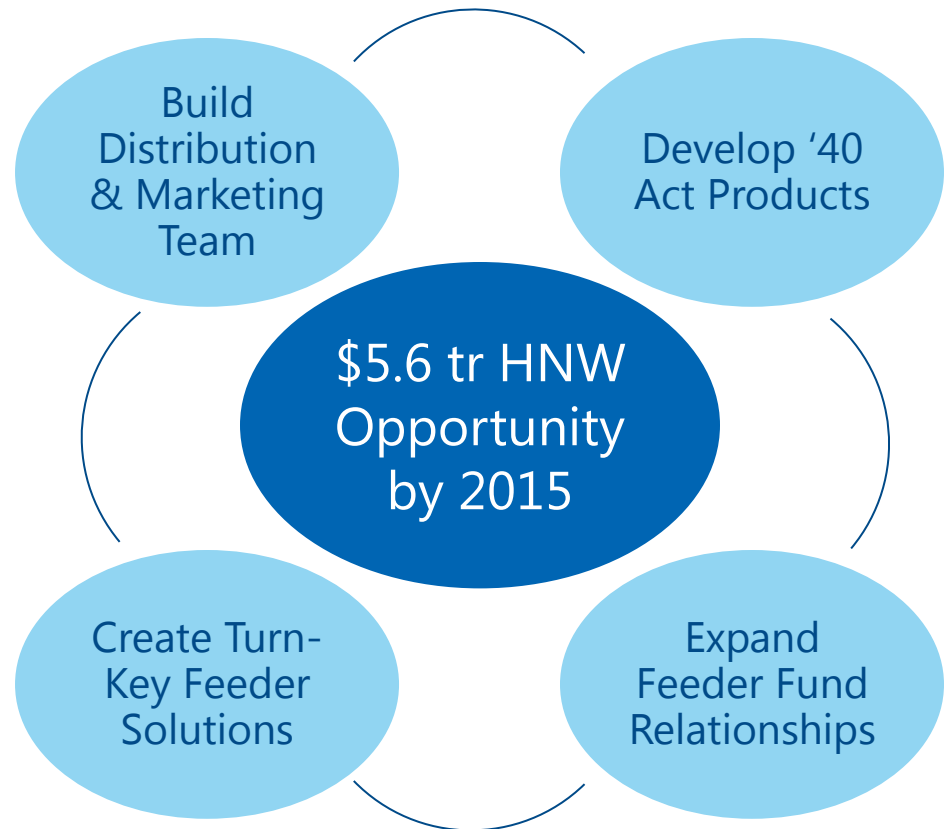 Build
Distribution
& Marketing
Team
Develop ‘40
Act Products
$5.6 tr HNW
Opportunity
by 2015
Create Turn-
Key Feeder
Solutions
Expand
Feeder Fund
Relationships